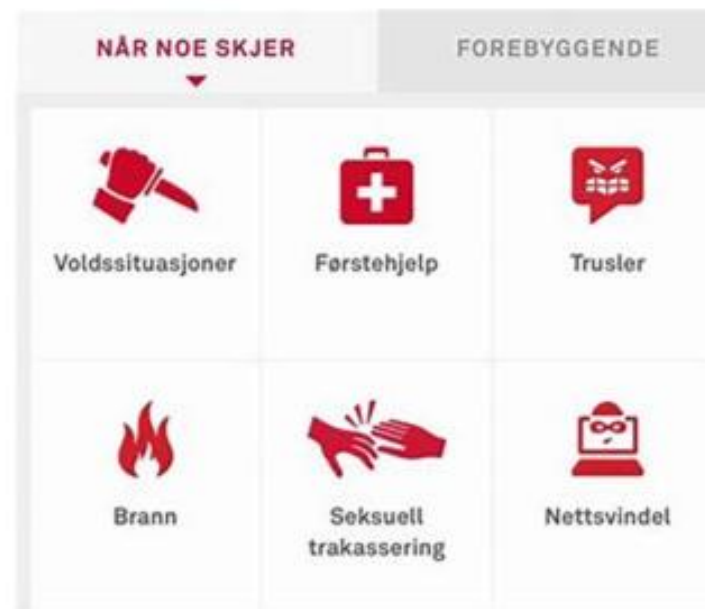 NÅR NOE SKJER
FOREBYGGENDE
Voldssituasjoner
Førstehjelp
Trusler
Brann
Seksuell
trakassering
Nettsvindel